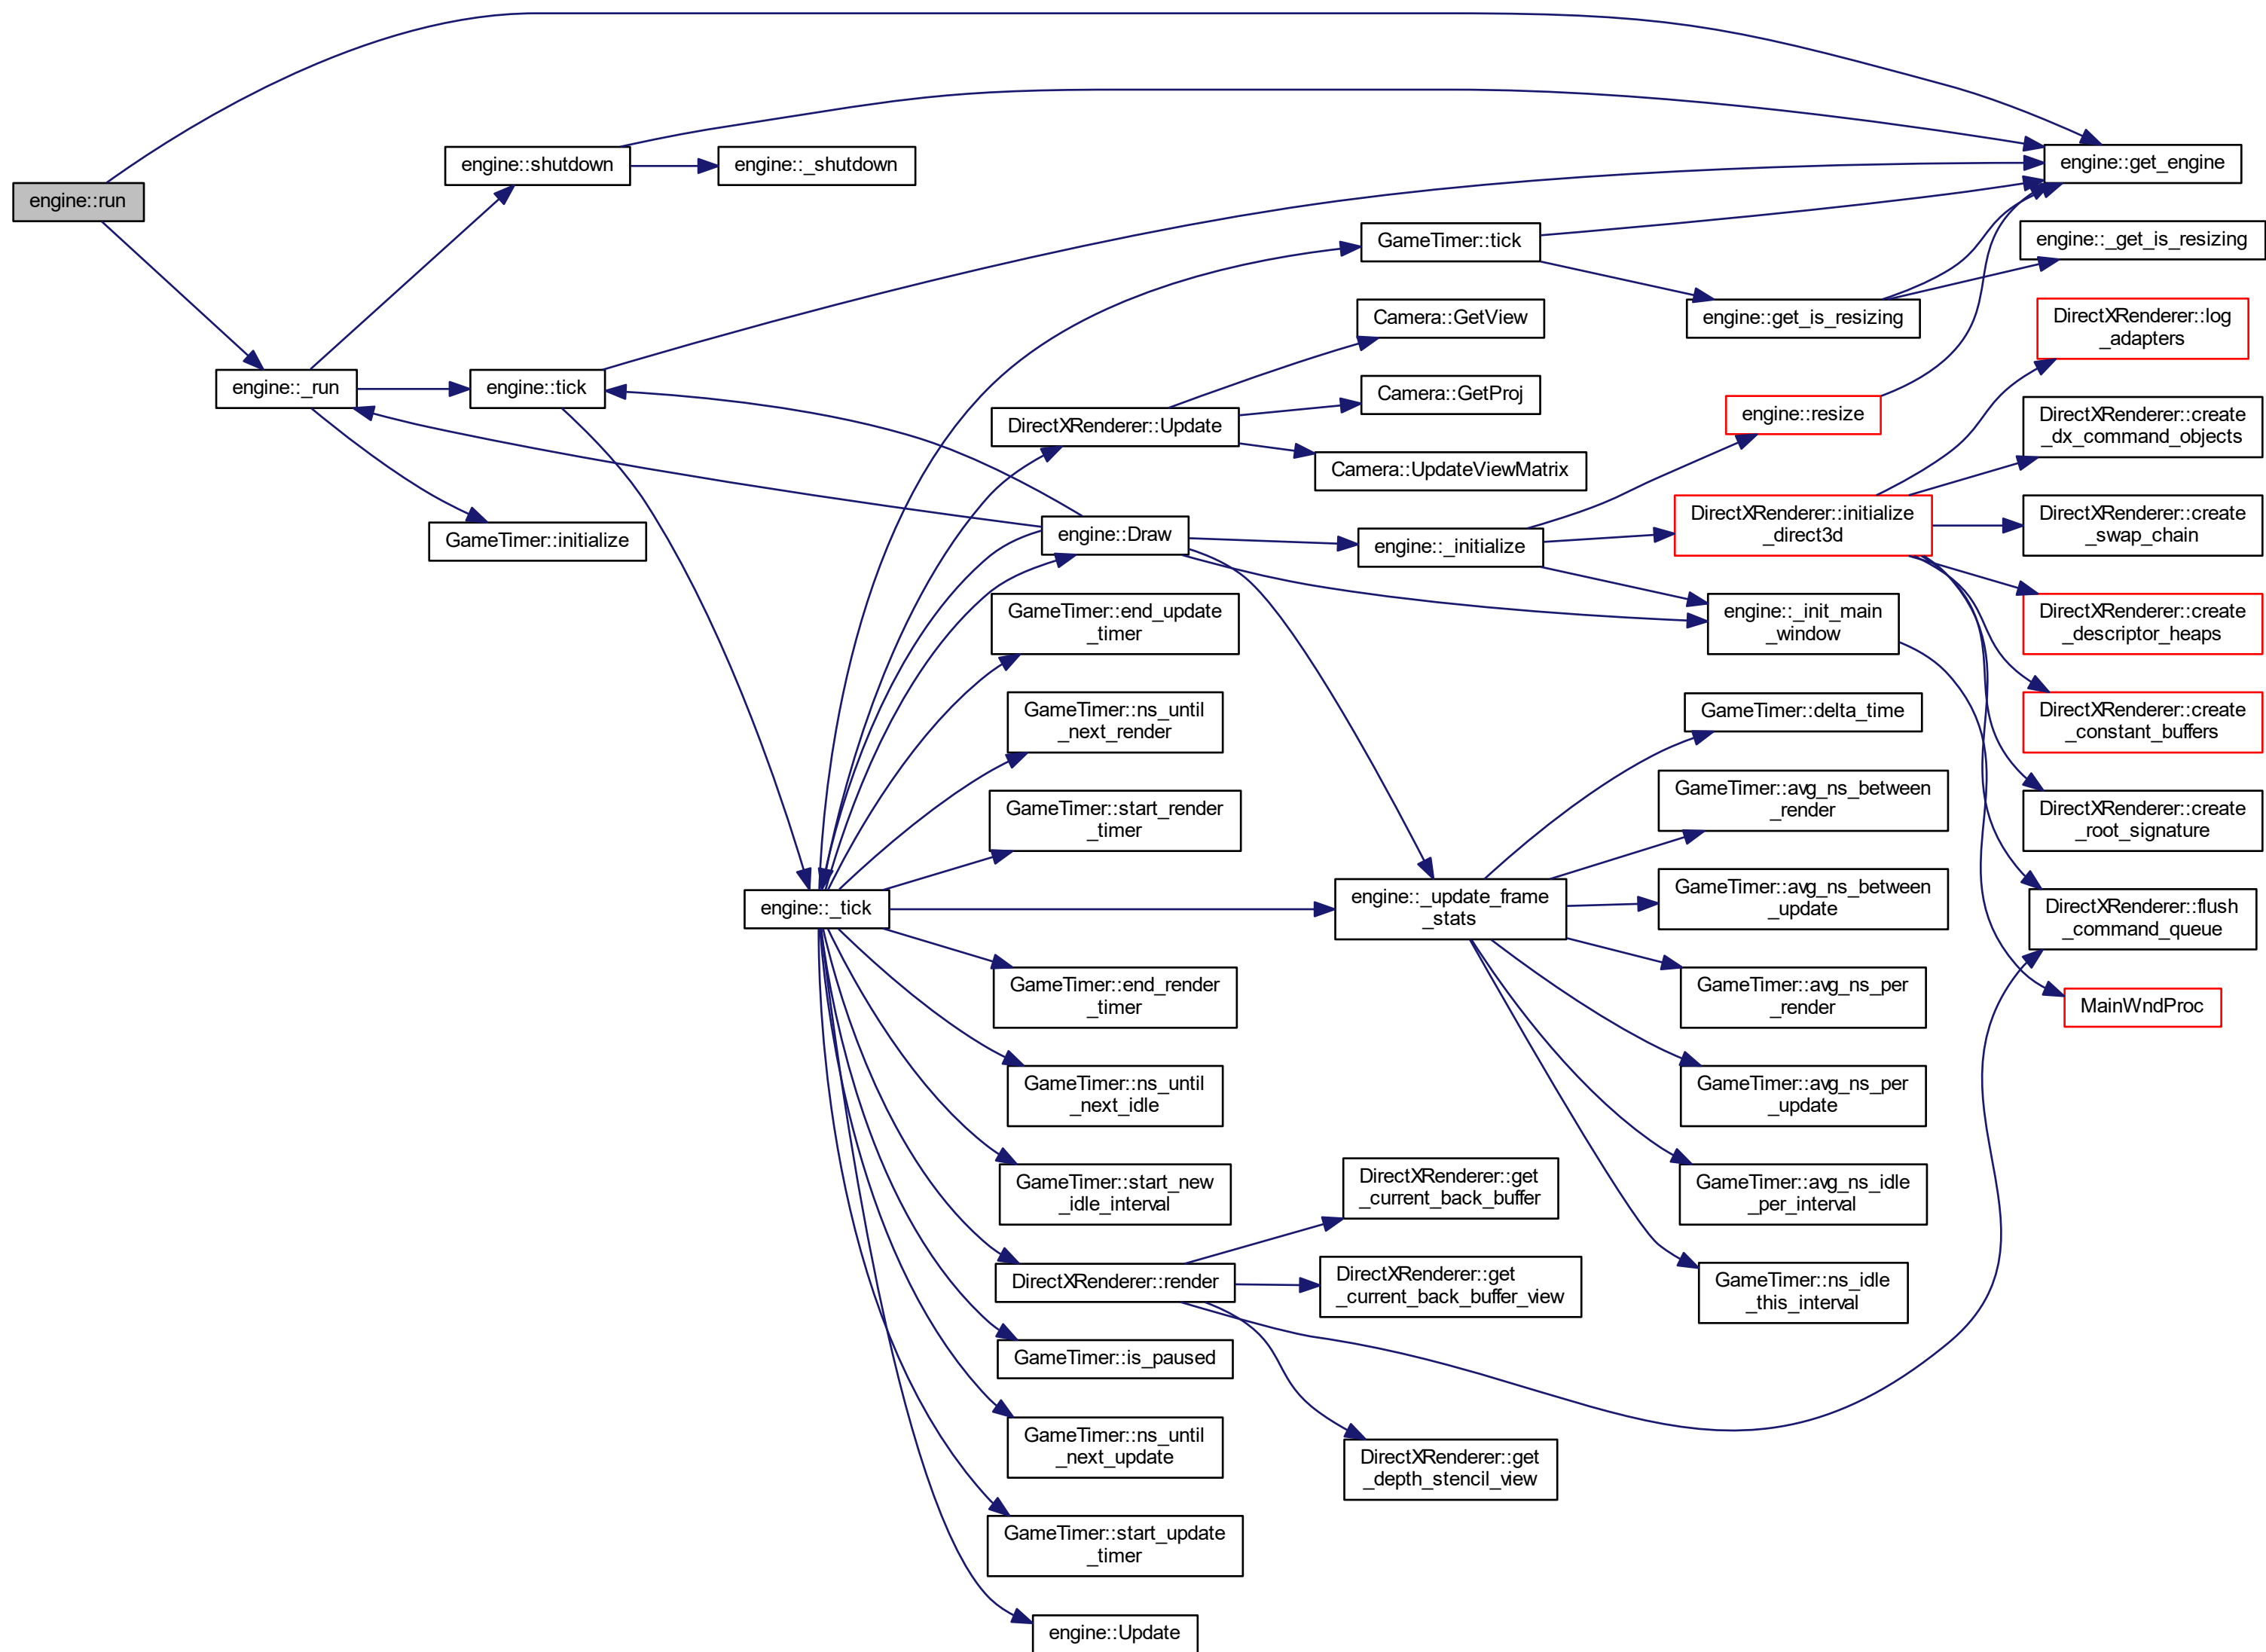 engine::run
engine::shutdown
engine::_shutdown
engine::get_engine
GameTimer::tick
engine::_get_is_resizing
engine::get_is_resizing
Camera::GetView
DirectXRenderer::log
_adapters
engine::_run
engine::tick
Camera::GetProj
DirectXRenderer::Update
engine::resize
DirectXRenderer::create
_dx_command_objects
Camera::UpdateViewMatrix
GameTimer::initialize
engine::Draw
engine::_initialize
DirectXRenderer::initialize
_direct3d
DirectXRenderer::create
_swap_chain
GameTimer::end_update
_timer
engine::_init_main
_window
DirectXRenderer::create
_descriptor_heaps
GameTimer::ns_until
_next_render
GameTimer::delta_time
DirectXRenderer::create
_constant_buffers
GameTimer::start_render
_timer
GameTimer::avg_ns_between
_render
DirectXRenderer::create
_root_signature
engine::_tick
engine::_update_frame
_stats
GameTimer::avg_ns_between
_update
DirectXRenderer::flush
_command_queue
GameTimer::end_render
_timer
GameTimer::avg_ns_per
_render
MainWndProc
GameTimer::ns_until
_next_idle
GameTimer::avg_ns_per
_update
GameTimer::start_new
_idle_interval
DirectXRenderer::get
_current_back_buffer
GameTimer::avg_ns_idle
_per_interval
DirectXRenderer::render
DirectXRenderer::get
_current_back_buffer_view
GameTimer::ns_idle
_this_interval
GameTimer::is_paused
GameTimer::ns_until
_next_update
DirectXRenderer::get
_depth_stencil_view
GameTimer::start_update
_timer
engine::Update